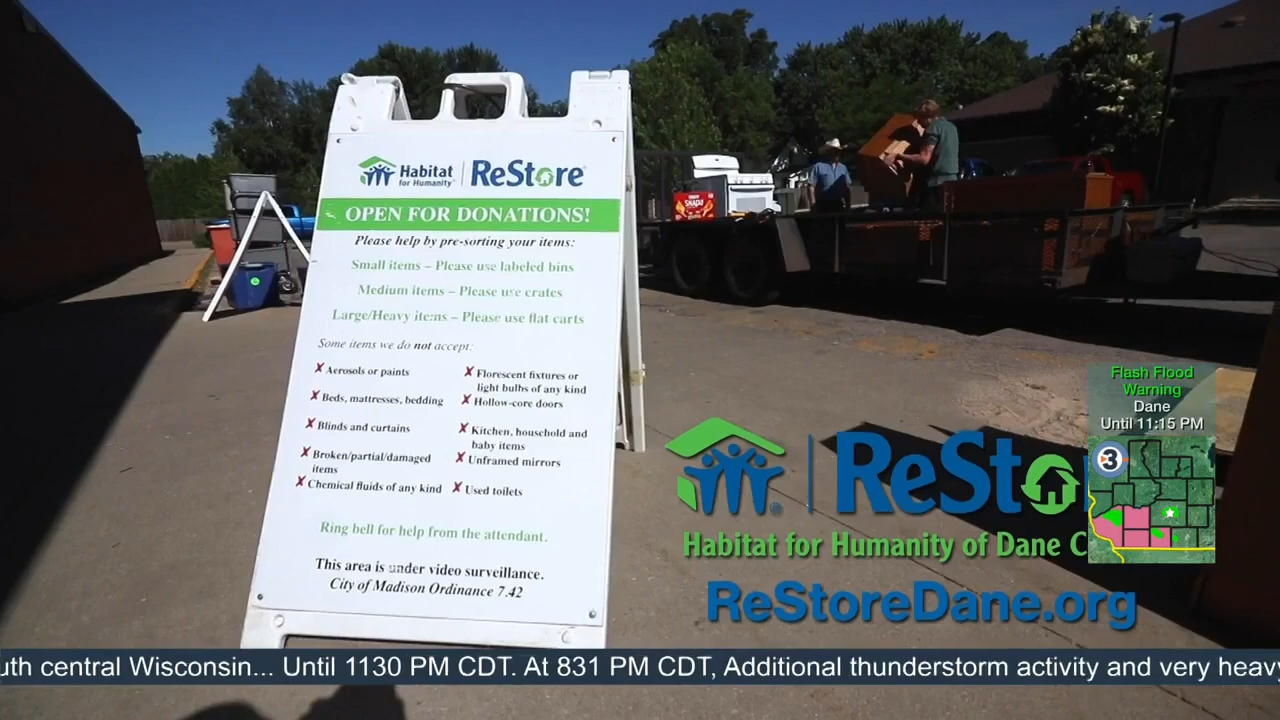 Habitat for Humanity® | ReStore®
OPEN FOR DONATIONS!
Please help by pre-sorting your items:
Small items – Please use labeled bins
Medium items – Please use crates
Large/Heavy items – Please use flat carts
Some items we do not accept:
✗ Aerosols or paints
✗ Beds, mattresses, bedding
✗ Blinds and curtains
✗ Broken/partial/damaged
items
✗ Chemical fluids of any kind
✗ Florescent fixtures or
light bulbs of any kind
✗ Hollow-core doors
✗ Kitchen, household and
baby items
✗ Unframed mirrors
✗ Used toilets
Ring bell for help from the attendant.
This area is under video surveillance.
City of Madison Ordinance 7.42
Flash Flood
Warning
Dane
Until 11:15 PM
3
ReSto
Habitat for Humanity of Dane C
ReStoreDane.org
uth central Wisconsin... Until 1130 PM CDT. At 831 PM CDT, Additional thunderstorm activity and very heavy